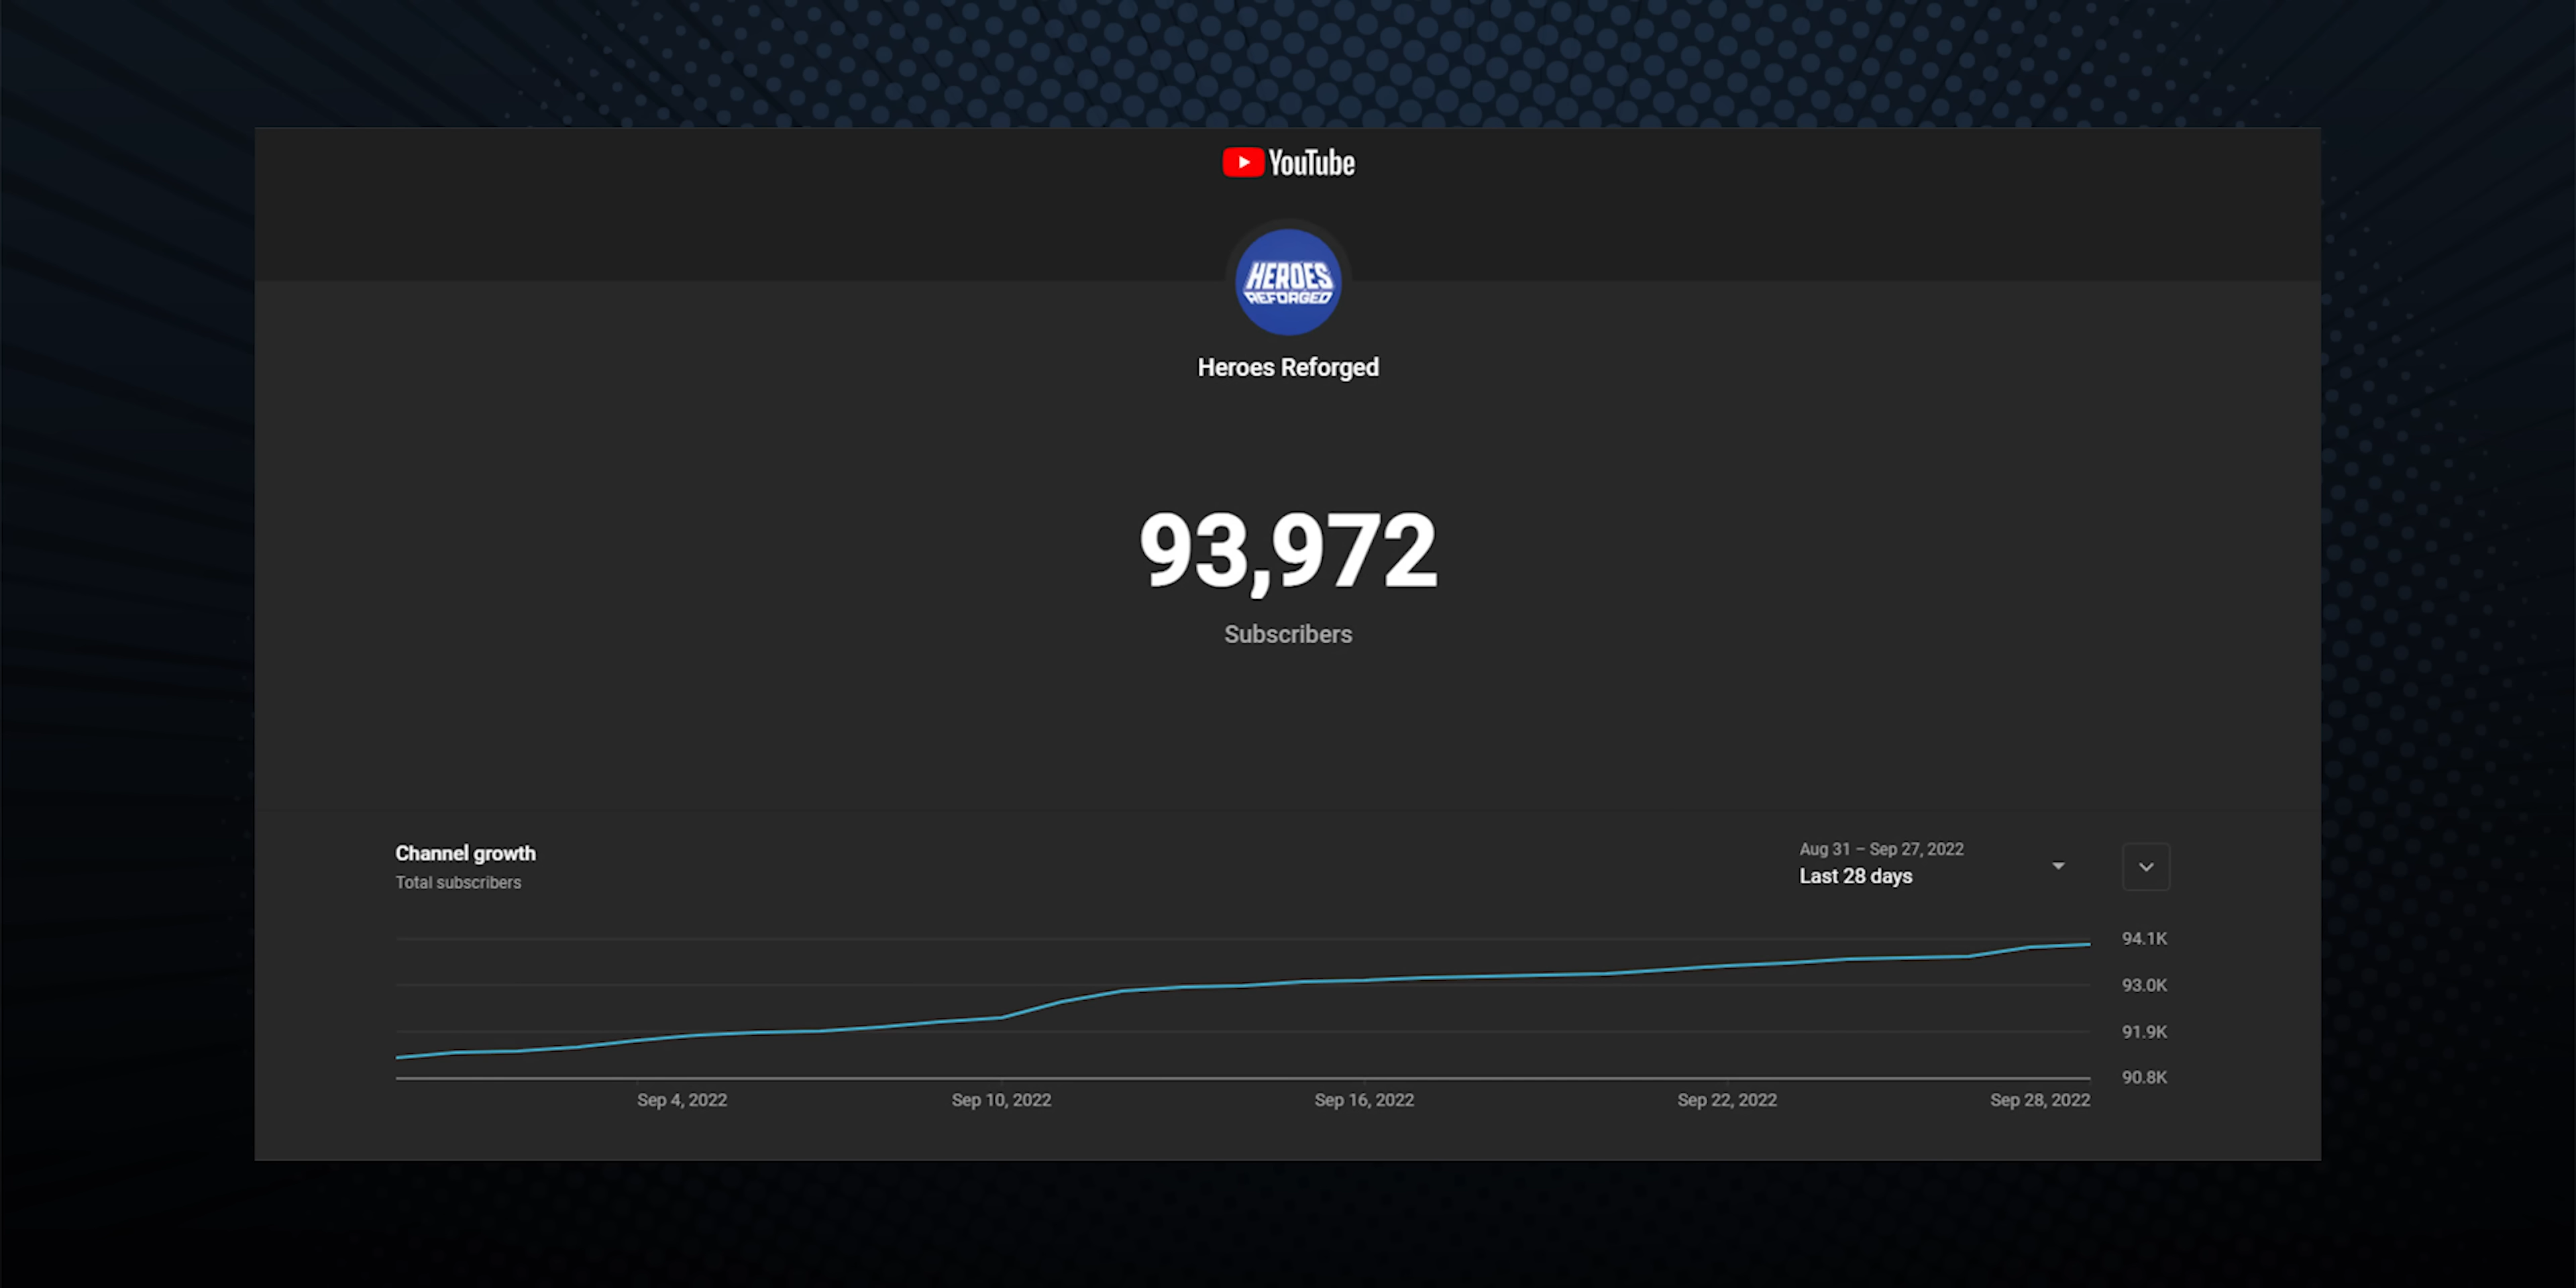 YouTube
HEROES
REFORGED
Heroes Reforged
93,972
Subscribers
Channel growth
Total subscribers
Aug 31 – Sep 27, 2022
Last 28 days
94.1K
93.0K
91.9K
90.8K
Sep 4, 2022
Sep 10, 2022
Sep 16, 2022
Sep 22, 2022
Sep 28, 2022